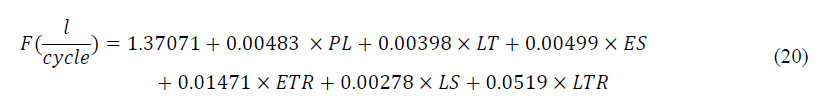 F(l/cycle) = 1.37071 + 0.00483 × PL + 0.00398 × LT + 0.00499 × ES
+ 0.01471 × ETR + 0.00278 × LS + 0.0519 × LTR (20)